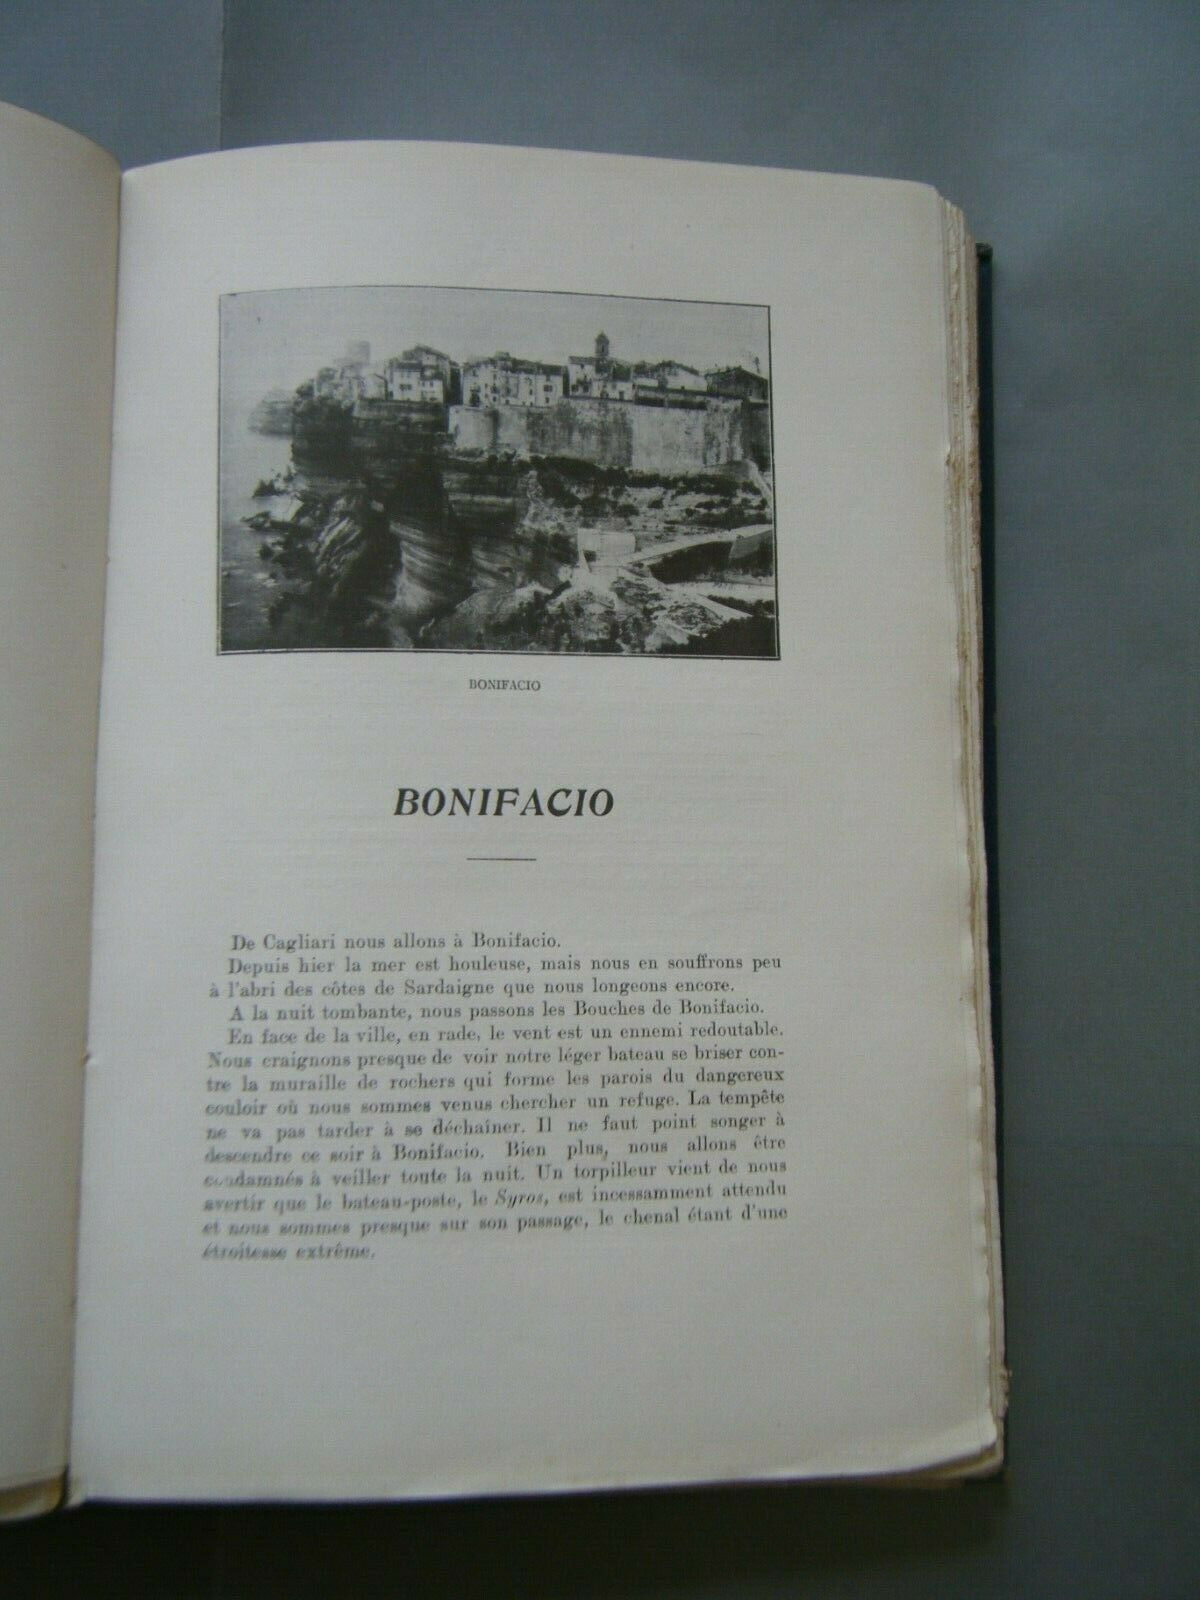 BONIFACIO
BONIFACIO
De Cagliari nous allons à Bonifacio.
Depuis hier la mer est houleuse, mais nous en souffrons peu
à l'abri des côtes de Sardaigne que nous longeons encore.
A la nuit tombante, nous passons les Bouches de Bonifacio.
En face de la ville, en rade, le vent est un ennemi redoutable.
Nous craignons presque de voir notre léger bateau se briser con-
tre la muraille de rochers qui forme les parois du dangereux
couloir où nous sommes venus chercher un refuge. La tempête
ne va pas tarder à se déchaîner. Il ne faut point songer à
descendre ce soir à Bonifacio. Bien plus, nous allons être
condamnés à veiller toute la nuit. Un torpilleur vient de nous
avertir que le bateau-poste, le Syros, est incessamment attendu
et nous sommes presque sur son passage, le chenal étant d'une
étroitesse extrême.